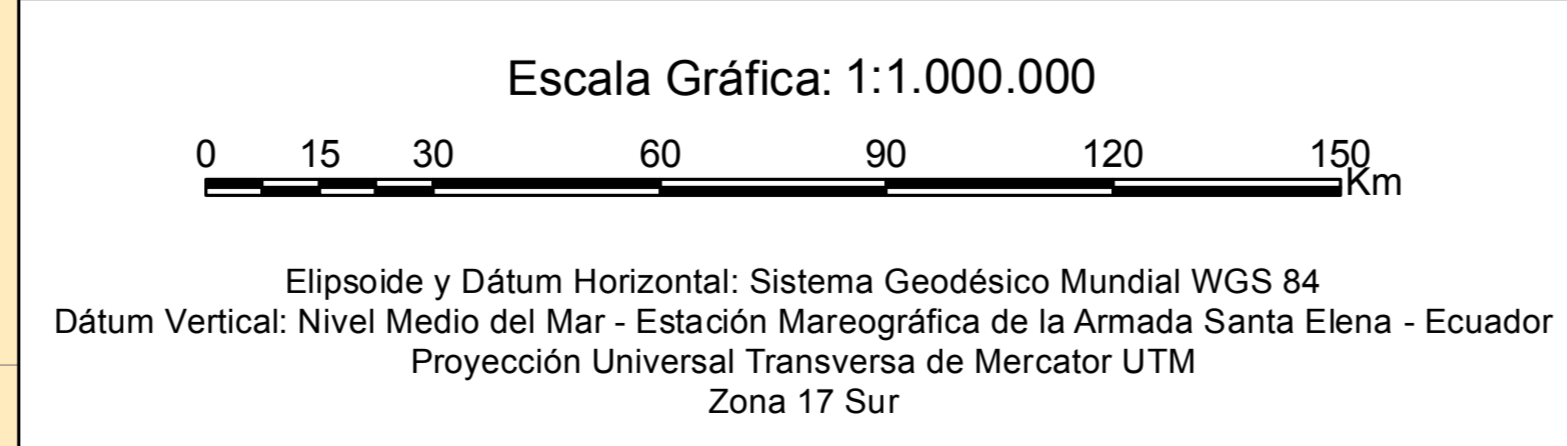 Escala Gráfica: 1:1.000.000
0 15 30 60 90 120 150
Km
Elipsoide y Dátum Horizontal: Sistema Geodésico Mundial WGS 84
Dátum Vertical: Nivel Medio del Mar - Estación Mareográfica de la Armada Santa Elena - Ecuador
Proyección Universal Transversa de Mercator UTM
Zona 17 Sur